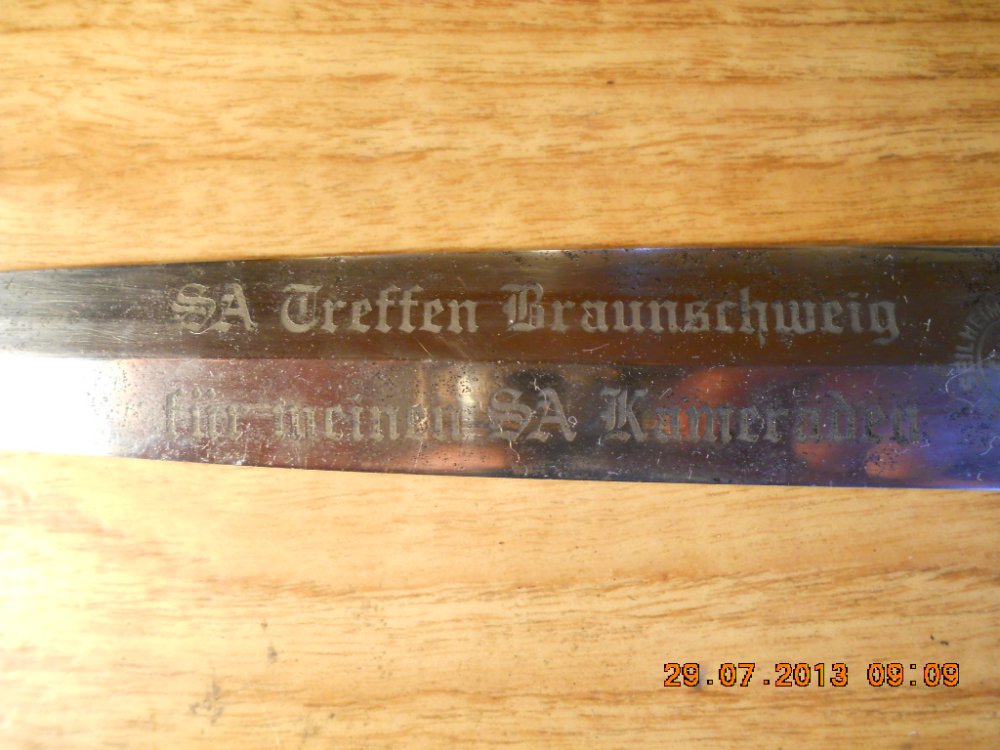 SA Treffen Braunschweig
für meinen SA Kameraden
29.07.2013 09:09